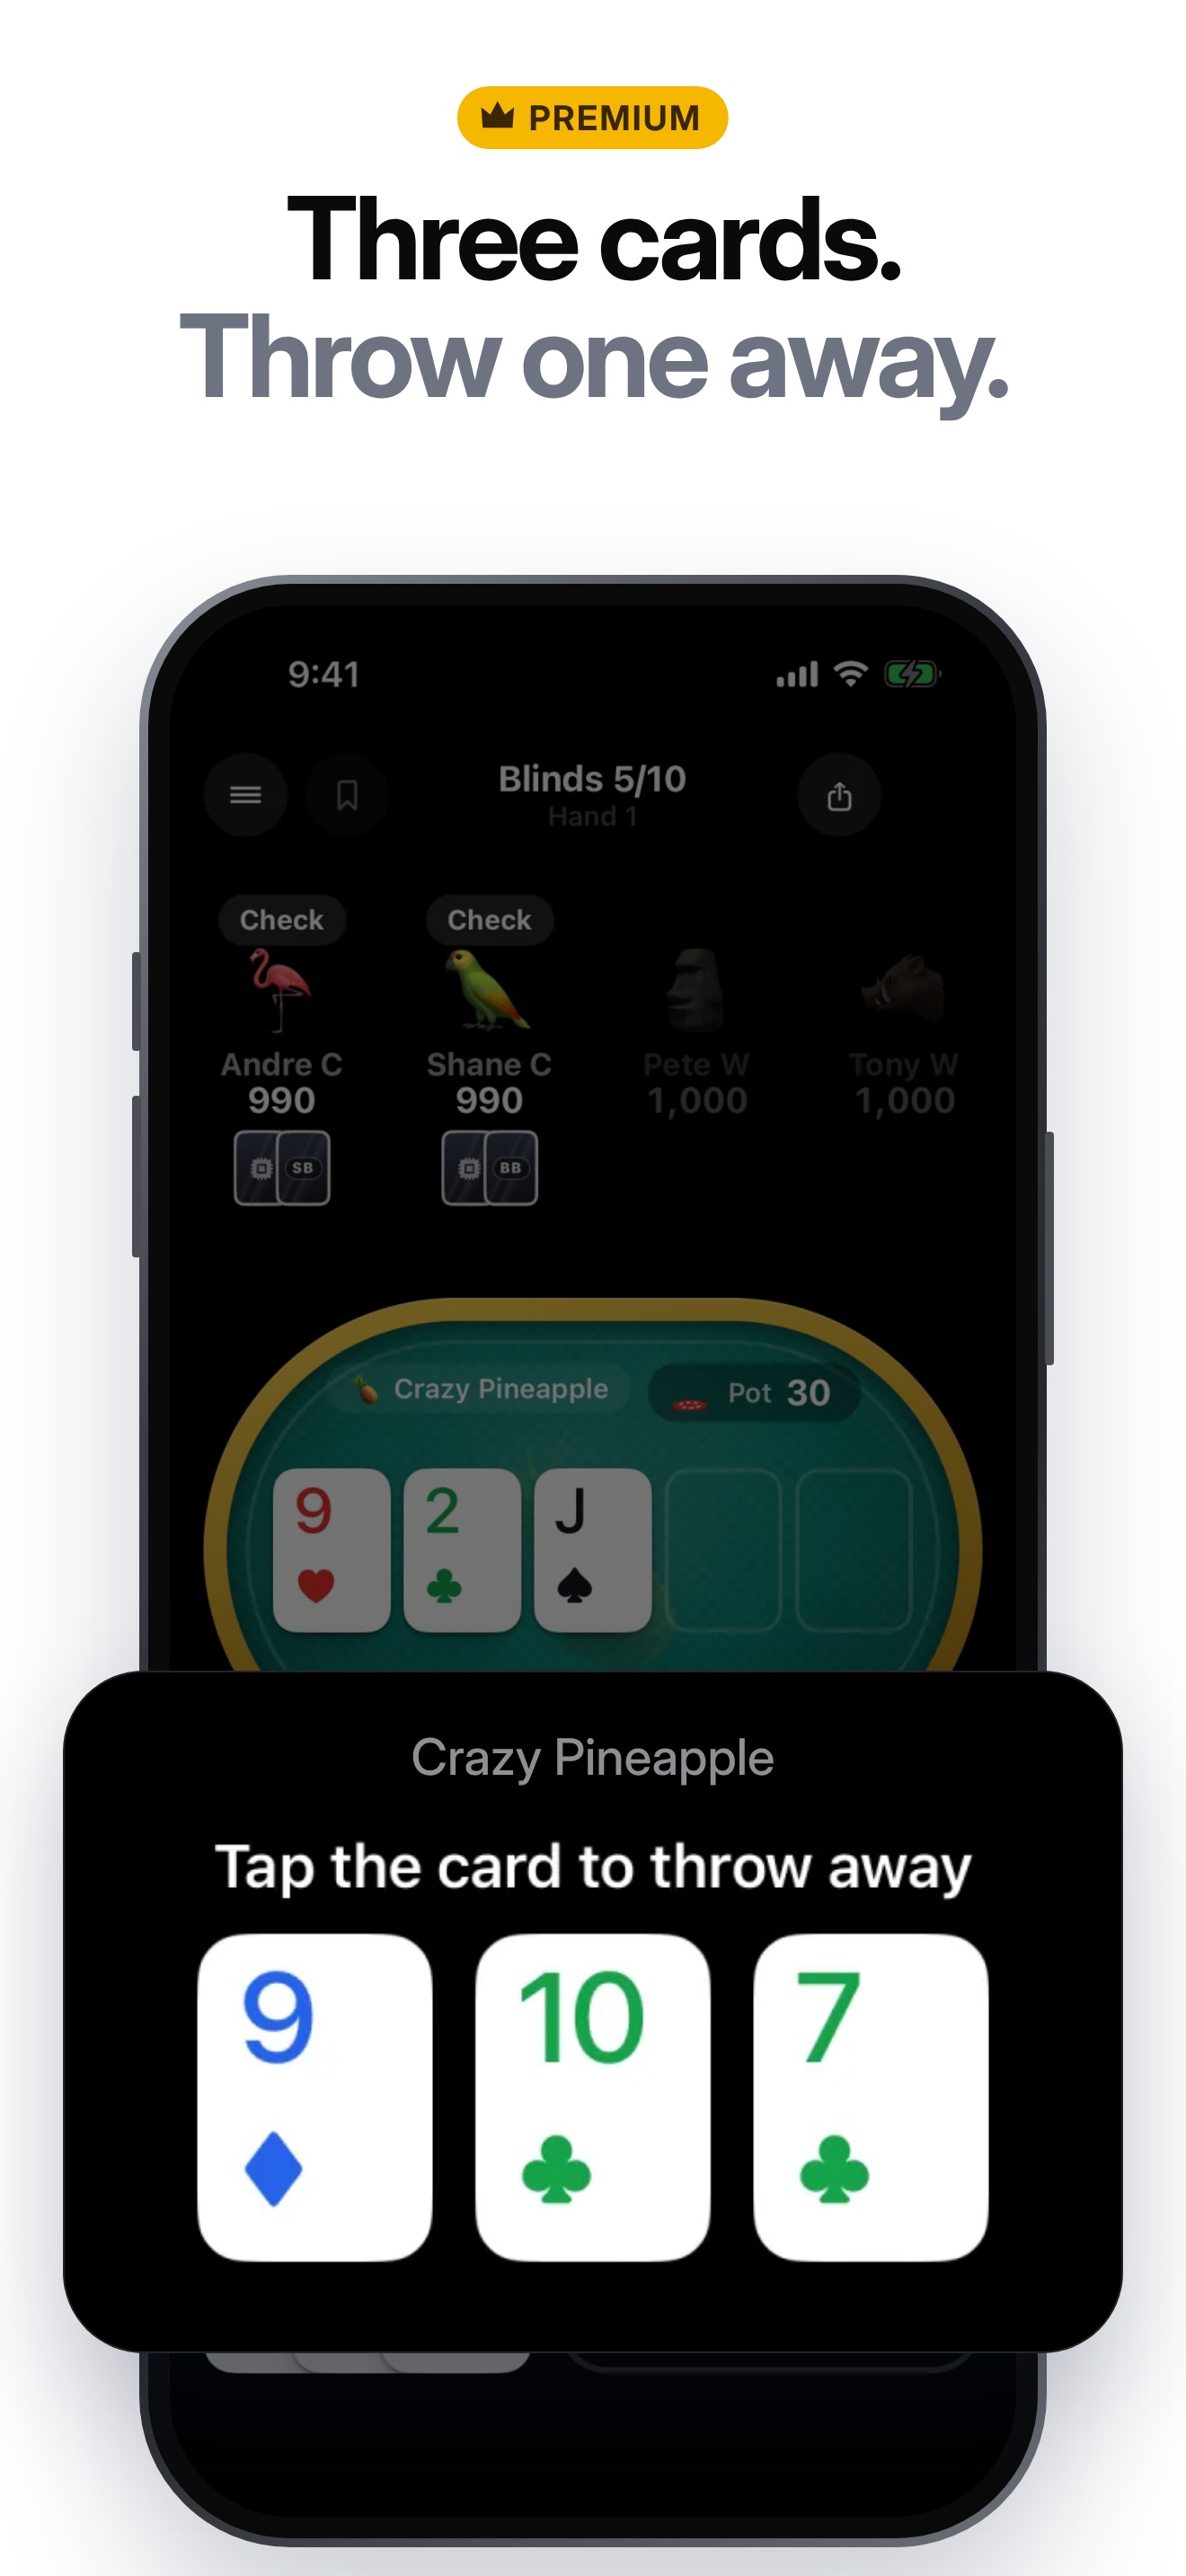 PREMIUM
Three cards.
Throw one away.
9:41
Blinds 5/10
Hand 1
Check
Check
Andre C
Shane C
Pete W
Tony W
990
990
1,000
1,000
SB
BB
Crazy Pineapple
Pot 30
9
2
J
Crazy Pineapple
Tap the card to throw away
9
10
7